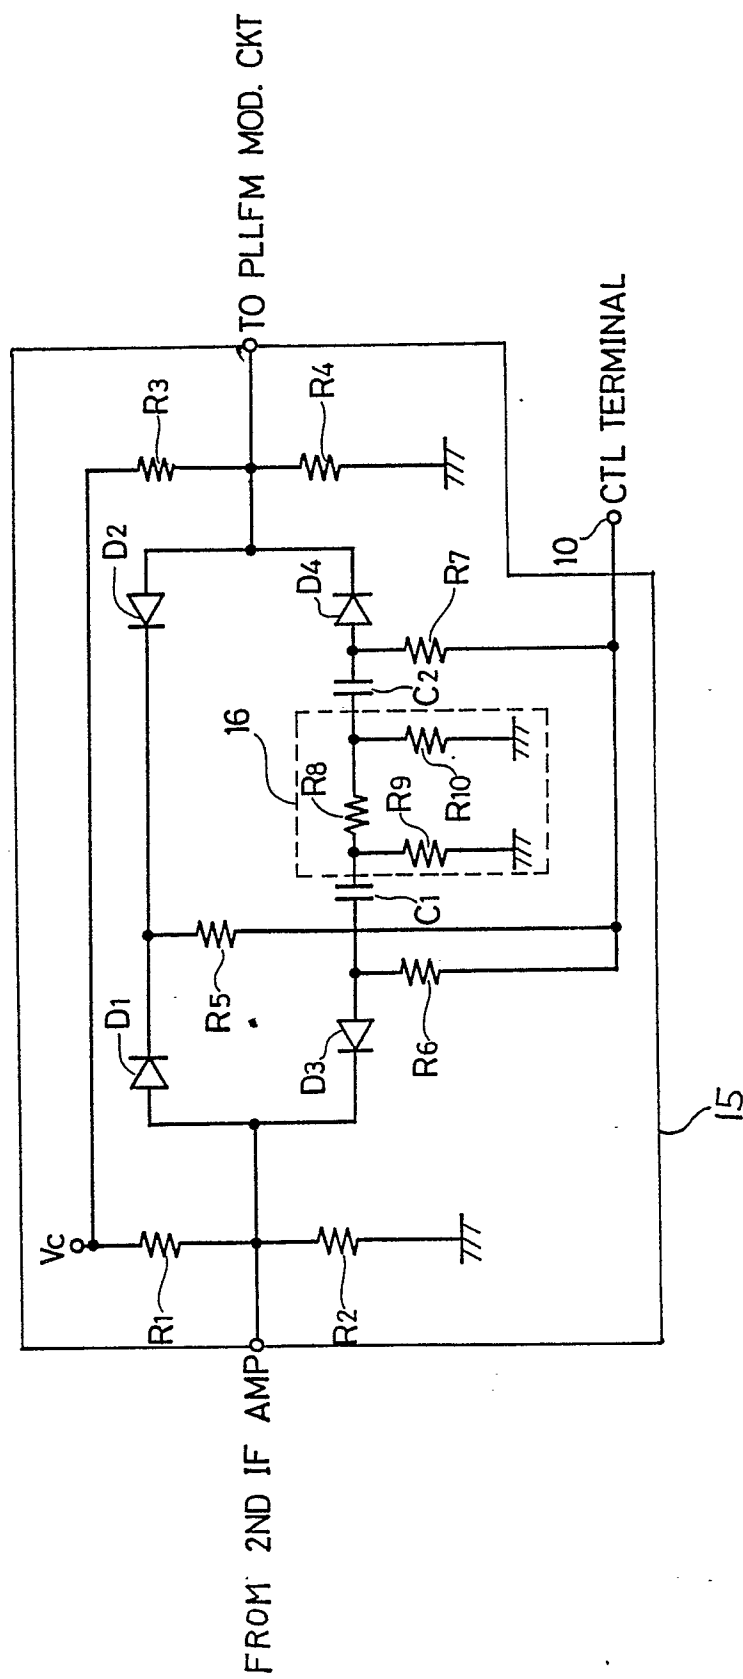 FROM 2ND IF AMP
TO PLLFM MOD. CKT
Vc
R1
R2
R3
R4
D1
D2
D3
D4
R5
R6
R7
C1
C2
16
R8
R9
R10
10
CTL TERMINAL
15